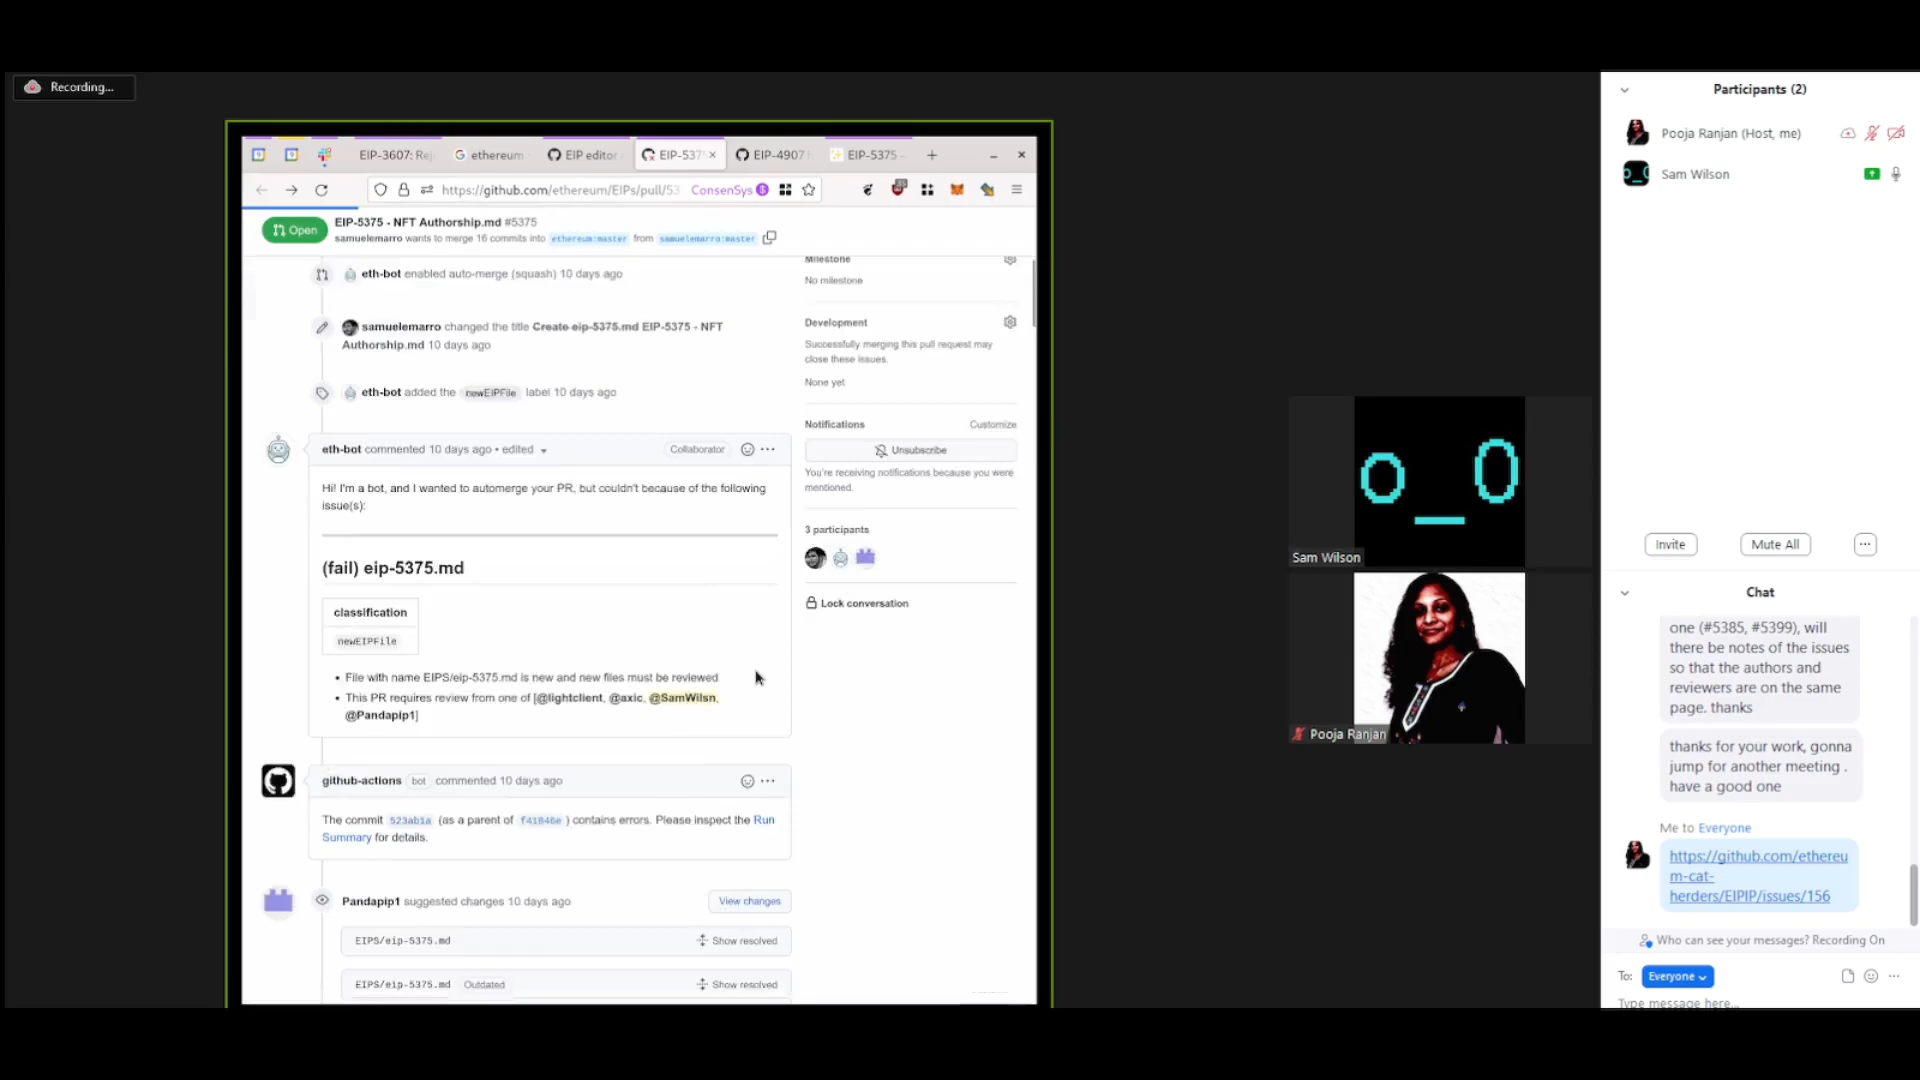 Recording...
EIP-3607: Rej
ethereum
EIP editor
EIP-537
EIP-4907
EIP-5375 -
https://github.com/ethereum/EIPs/pull/53
ConsenSys
Open
EIP-5375 - NFT Authorship.md #5375
samuelemarro wants to merge 16 commits into ethereum:master from samuelemarro:master
eth-bot enabled auto-merge (squash) 10 days ago
samuelemarro changed the title Create eip-5375.md EIP-5375 - NFT
Authorship.md 10 days ago
eth-bot added the newEIPFile label 10 days ago
eth-bot commented 10 days ago • edited
Collaborator
Hi! I'm a bot, and I wanted to automerge your PR, but couldn't because of the following
issue(s):
(fail) eip-5375.md
classification
newEIPFile
• File with name EIPS/eip-5375.md is new and new files must be reviewed
• This PR requires review from one of [@lightclient, @axic, @SamWilsn,
@Pandapip1]
github-actions bot commented 10 days ago
The commit 523ab1a (as a parent of f41846e) contains errors. Please inspect the Run
Summary for details.
Pandapip1 suggested changes 10 days ago
View changes
EIPS/eip-5375.md
Show resolved
EIPS/eip-5375.md Outdated
Show resolved
Milestone
No milestone
Development
Successfully merging this pull request may
close these issues.
None yet
Notifications
Customize
Unsubscribe
You're receiving notifications because you were
mentioned.
3 participants
Lock conversation
Sam Wilson
Pooja Ranjan
Participants (2)
Pooja Ranjan (Host, me)
Sam Wilson
Invite
Mute All
Chat
one (#5385, #5399), will
there be notes of the issues
so that the authors and
reviewers are on the same
page. thanks
thanks for your work, gonna
jump for another meeting .
have a good one
Me to Everyone
https://github.com/ethereu
m-cat-
herders/EIPIP/issues/156
Who can see your messages? Recording On
To: Everyone
Type message here...